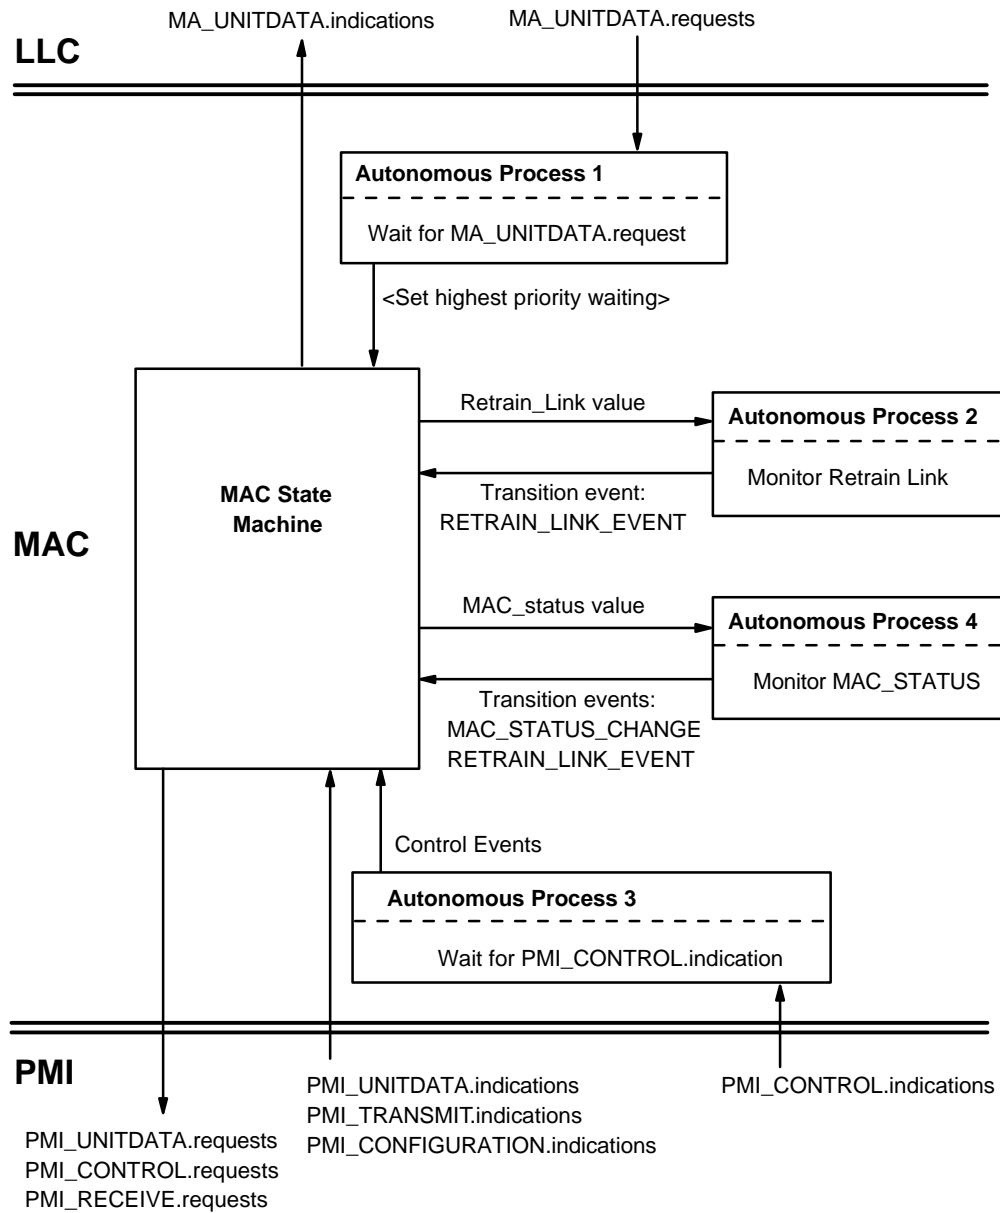 MA_UNITDATA.indications
MA_UNITDATA.requests
LLC
Autonomous Process 1
Wait for MA_UNITDATA.request
<Set highest priority waiting>
Retrain_Link value
Autonomous Process 2
Monitor Retrain Link
Transition event:
RETRAIN_LINK_EVENT
MAC State
Machine
MAC
MAC_status value
Autonomous Process 4
Monitor MAC_STATUS
Transition events:
MAC_STATUS_CHANGE
RETRAIN_LINK_EVENT
Control Events
Autonomous Process 3
Wait for PMI_CONTROL.indication
PMI
PMI_UNITDATA.indications
PMI_TRANSMIT.indications
PMI_CONFIGURATION.indications
PMI_CONTROL.indications
PMI_UNITDATA.requests
PMI_CONTROL.requests
PMI_RECEIVE.requests